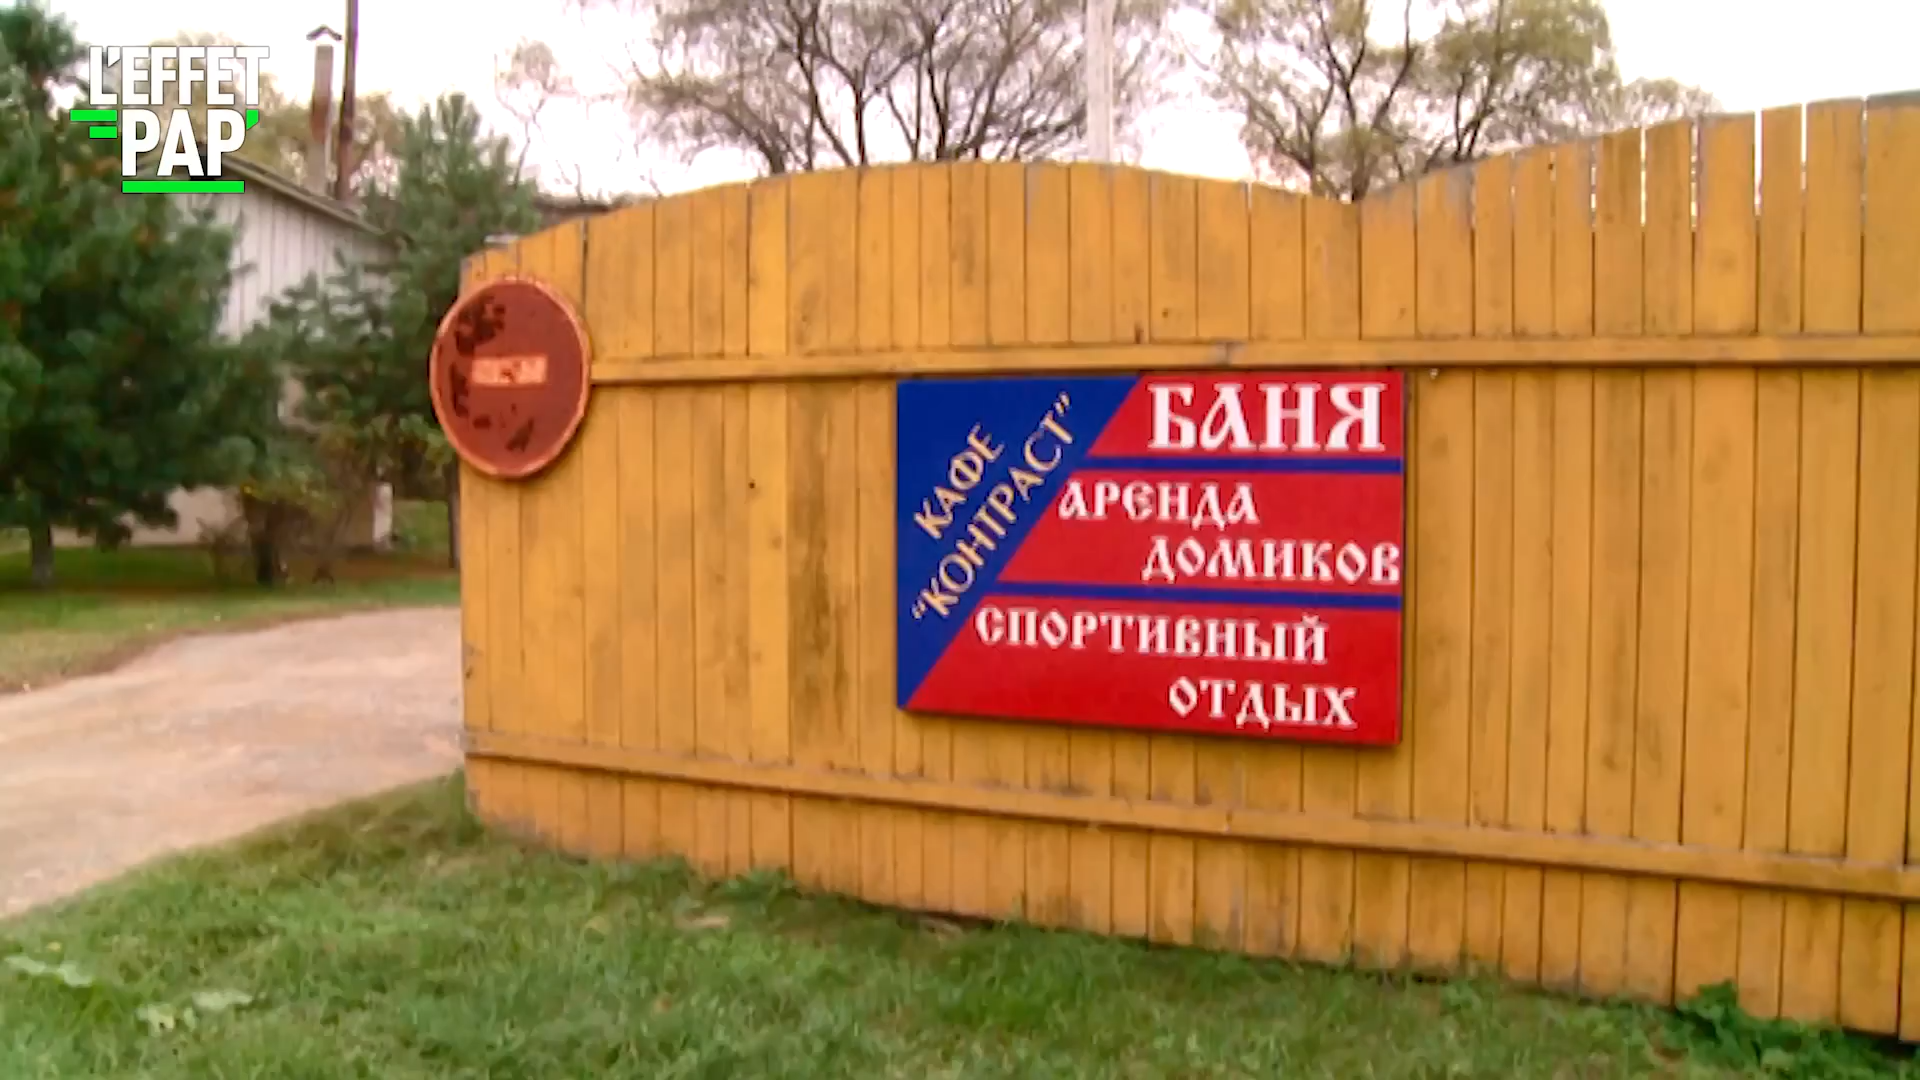 L'EFFET
PAP'
КАФЕ
"КОНТРАСТ"
БАНЯ
АРЕНДА
ДОМИКОВ
СПОРТИВНЫЙ
ОТДЫХ